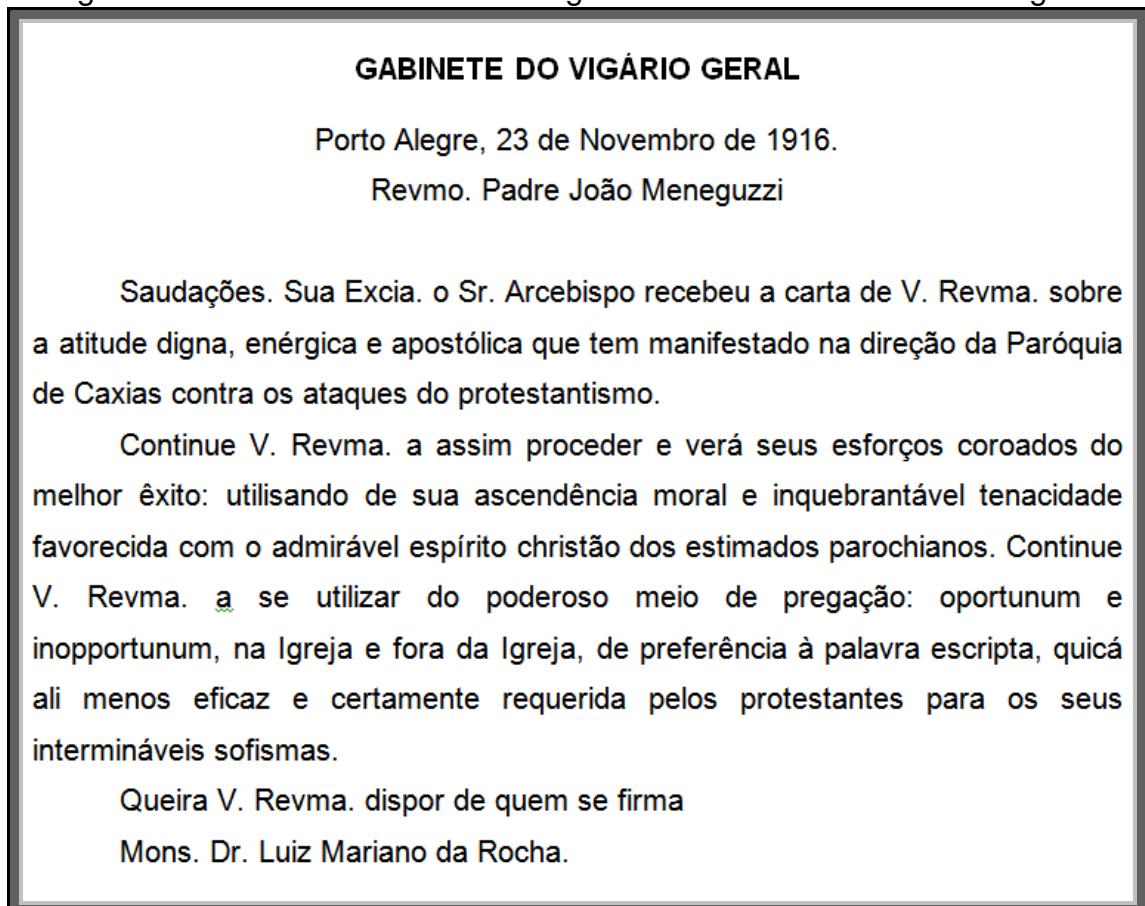 GABINETE DO VIGÁRIO GERAL
Porto Alegre, 23 de Novembro de 1916.
Revmo. Padre João Meneguzzi
Saudações. Sua Excia. o Sr. Arcebispo recebeu a carta de V. Revma. sobre
a atitude digna, enérgica e apostólica que tem manifestado na direção da Paróquia
de Caxias contra os ataques do protestantismo.
Continue V. Revma. a assim proceder e verá seus esforços coroados do
melhor êxito: utilisando de sua ascendência moral e inquebrantável tenacidade
favorecida com o admirável espírito christão dos estimados parochianos. Continue
V. Revma. a se utilizar do poderoso meio de pregação: oportunum e
inopportunum, na Igreja e fora da Igreja, de preferência à palavra escripta, quicá
ali menos eficaz e certamente requerida pelos protestantes para os seus
intermináveis sofismas.
Queira V. Revma. dispor de quem se firma
Mons. Dr. Luiz Mariano da Rocha.